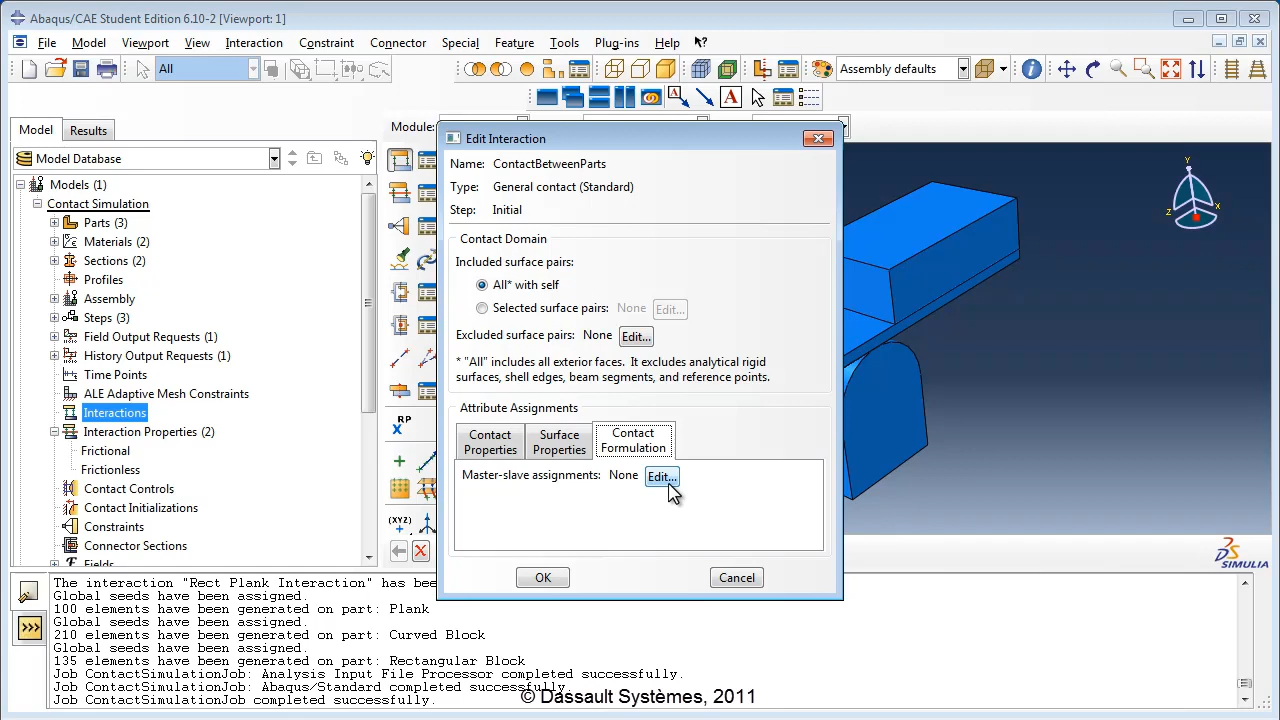 Abaqus/CAE Student Edition 6.10-2 [Viewport: 1]
File Model Viewport View Interaction Constraint Connector Special Feature Tools Plug-ins Help
All
Assembly defaults
Model Results
Module:
Model Database
Models (1)
Contact Simulation
Parts (3)
Materials (2)
Sections (2)
Profiles
Assembly
Steps (3)
Field Output Requests (2)
History Output Requests (1)
Time Points
ALE Adaptive Mesh Constraints
Interactions
Interaction Properties (2)
Frictional
Frictionless
Contact Controls
Contact Initializations
Constraints
Connector Sections
Fields
RP
(XYZ)
Edit Interaction
Name: ContactBetweenParts
Type: General contact (Standard)
Step: Initial
Contact Domain
Included surface pairs:
All* with self
Selected surface pairs: None Edit...
Excluded surface pairs: None Edit...
* "All" includes all exterior faces. It excludes analytical rigid
surfaces, shell edges, beam segments, and reference points.
Attribute Assignments
Contact Properties
Surface Properties
Contact Formulation
Master-slave assignments: None Edit...
OK Cancel
Y
X
Z
SIMULIA
The interaction "Rect Plank Interaction" has be
Global seeds have been assigned.
100 elements have been generated on part: Plank
Global seeds have been assigned.
210 elements have been generated on part: Curved Block
Global seeds have been assigned.
135 elements have been generated on part: Rectangular Block
Job ContactSimulationJob: Analysis Input File Processor completed successfully.
Job ContactSimulationJob: Abaqus/Standard completed successfully
Job ContactSimulationJob completed successfully.
© Dassault Systèmes, 2011